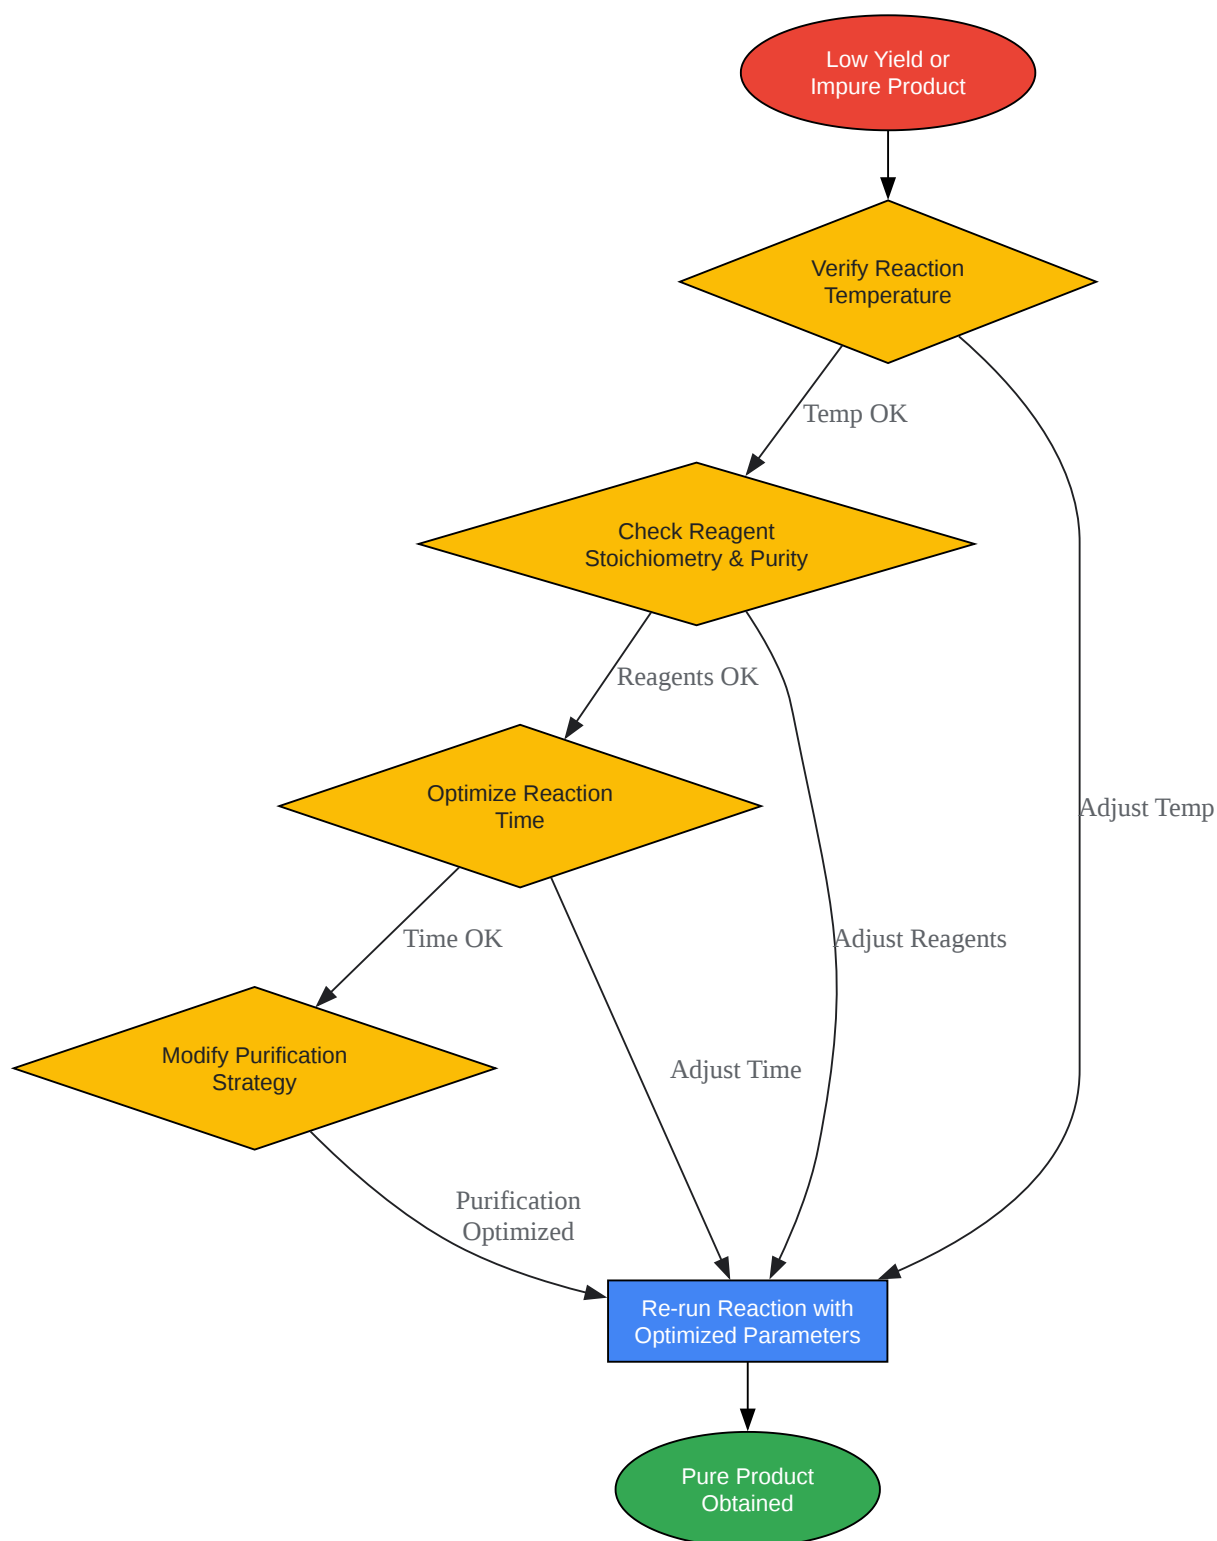 Low Yield or
Impure Product
Verify Reaction
Temperature
Temp OK
Check Reagent
Stoichiometry & Purity
Reagents OK
Optimize Reaction
Time
Adjust Temp
Time OK
Adjust Reagents
Modify Purification
Strategy
Adjust Time
Purification
Optimized
Re-run Reaction with
Optimized Parameters
Pure Product
Obtained